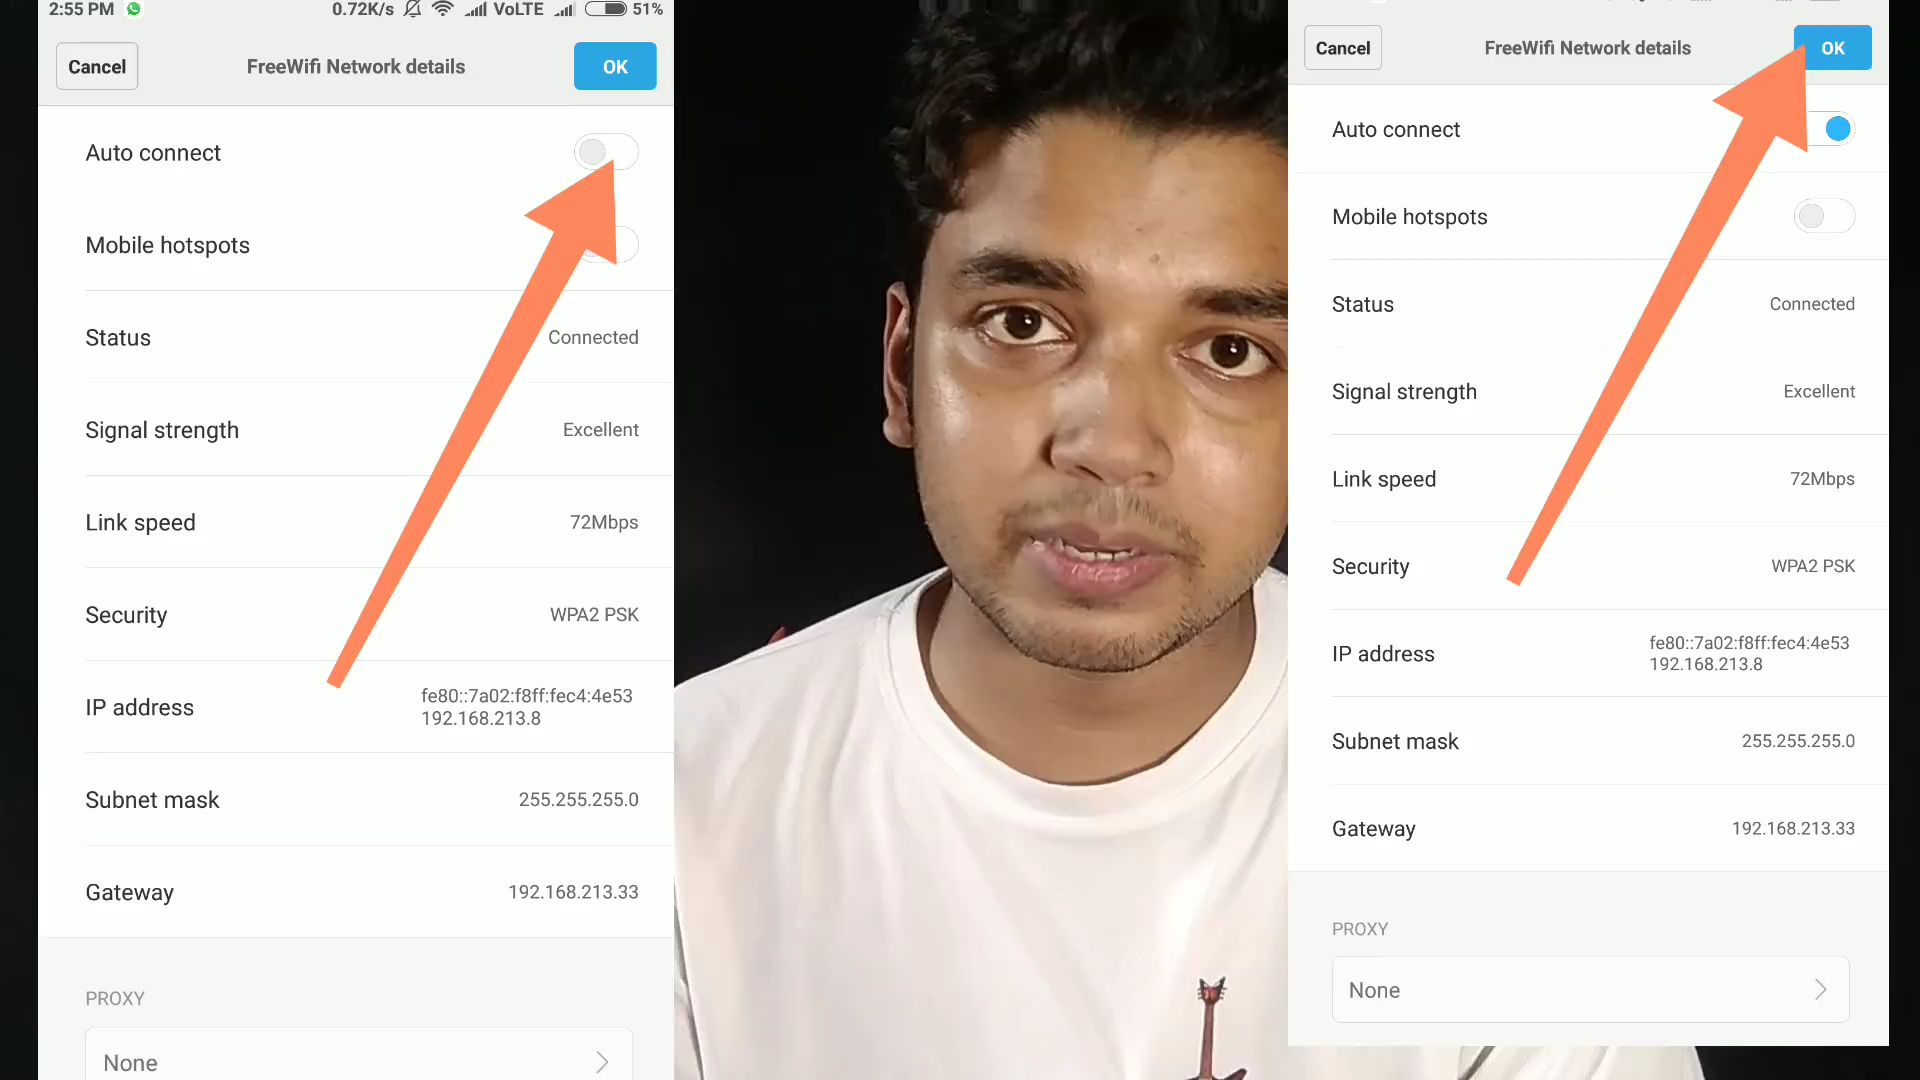 2:55 PM 0.72K/s VoLTE 51%
Cancel FreeWifi Network details OK
Auto connect
Mobile hotspots
Status Connected
Signal strength Excellent
Link speed 72Mbps
Security WPA2 PSK
IP address fe80::7a02:f8ff:fec4:4e53
192.168.213.8
Subnet mask 255.255.255.0
Gateway 192.168.213.33
PROXY
None
Cancel FreeWifi Network details OK
Auto connect
Mobile hotspots
Status Connected
Signal strength Excellent
Link speed 72Mbps
Security WPA2 PSK
IP address fe80::7a02:f8ff:fec4:4e53
192.168.213.8
Subnet mask 255.255.255.0
Gateway 192.168.213.33
PROXY
None